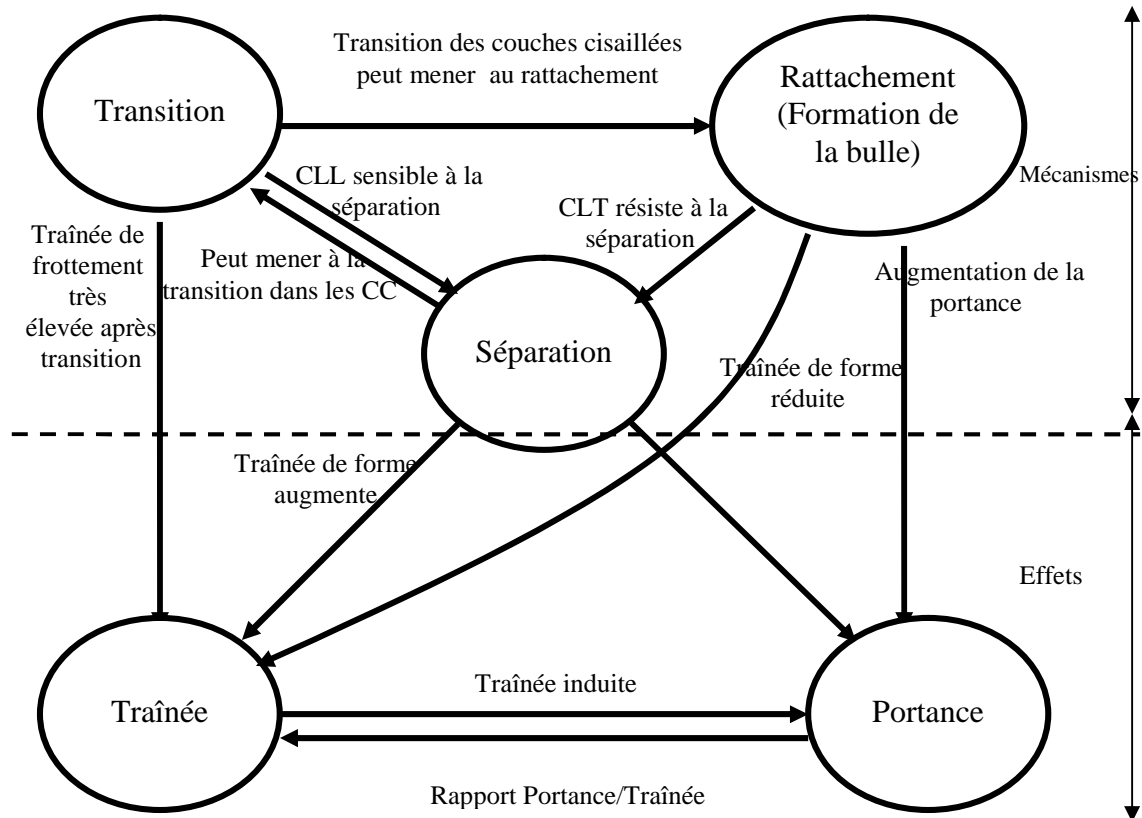 Transition des couches cisaillées
peut mener au rattachement
Transition
Rattachement
(Formation de
la bulle)
Mécanismes
CLL sensible à la
séparation
CLT résiste à la
séparation
Traînée de
frottement
très
élevée après
transition
Peut mener à la
transition dans les CC
Augmentation de la
portance
Séparation
Traînée de forme
réduite
Traînée de forme
augmente
Effets
Traînée induite
Traînée
Portance
Rapport Portance/Traînée